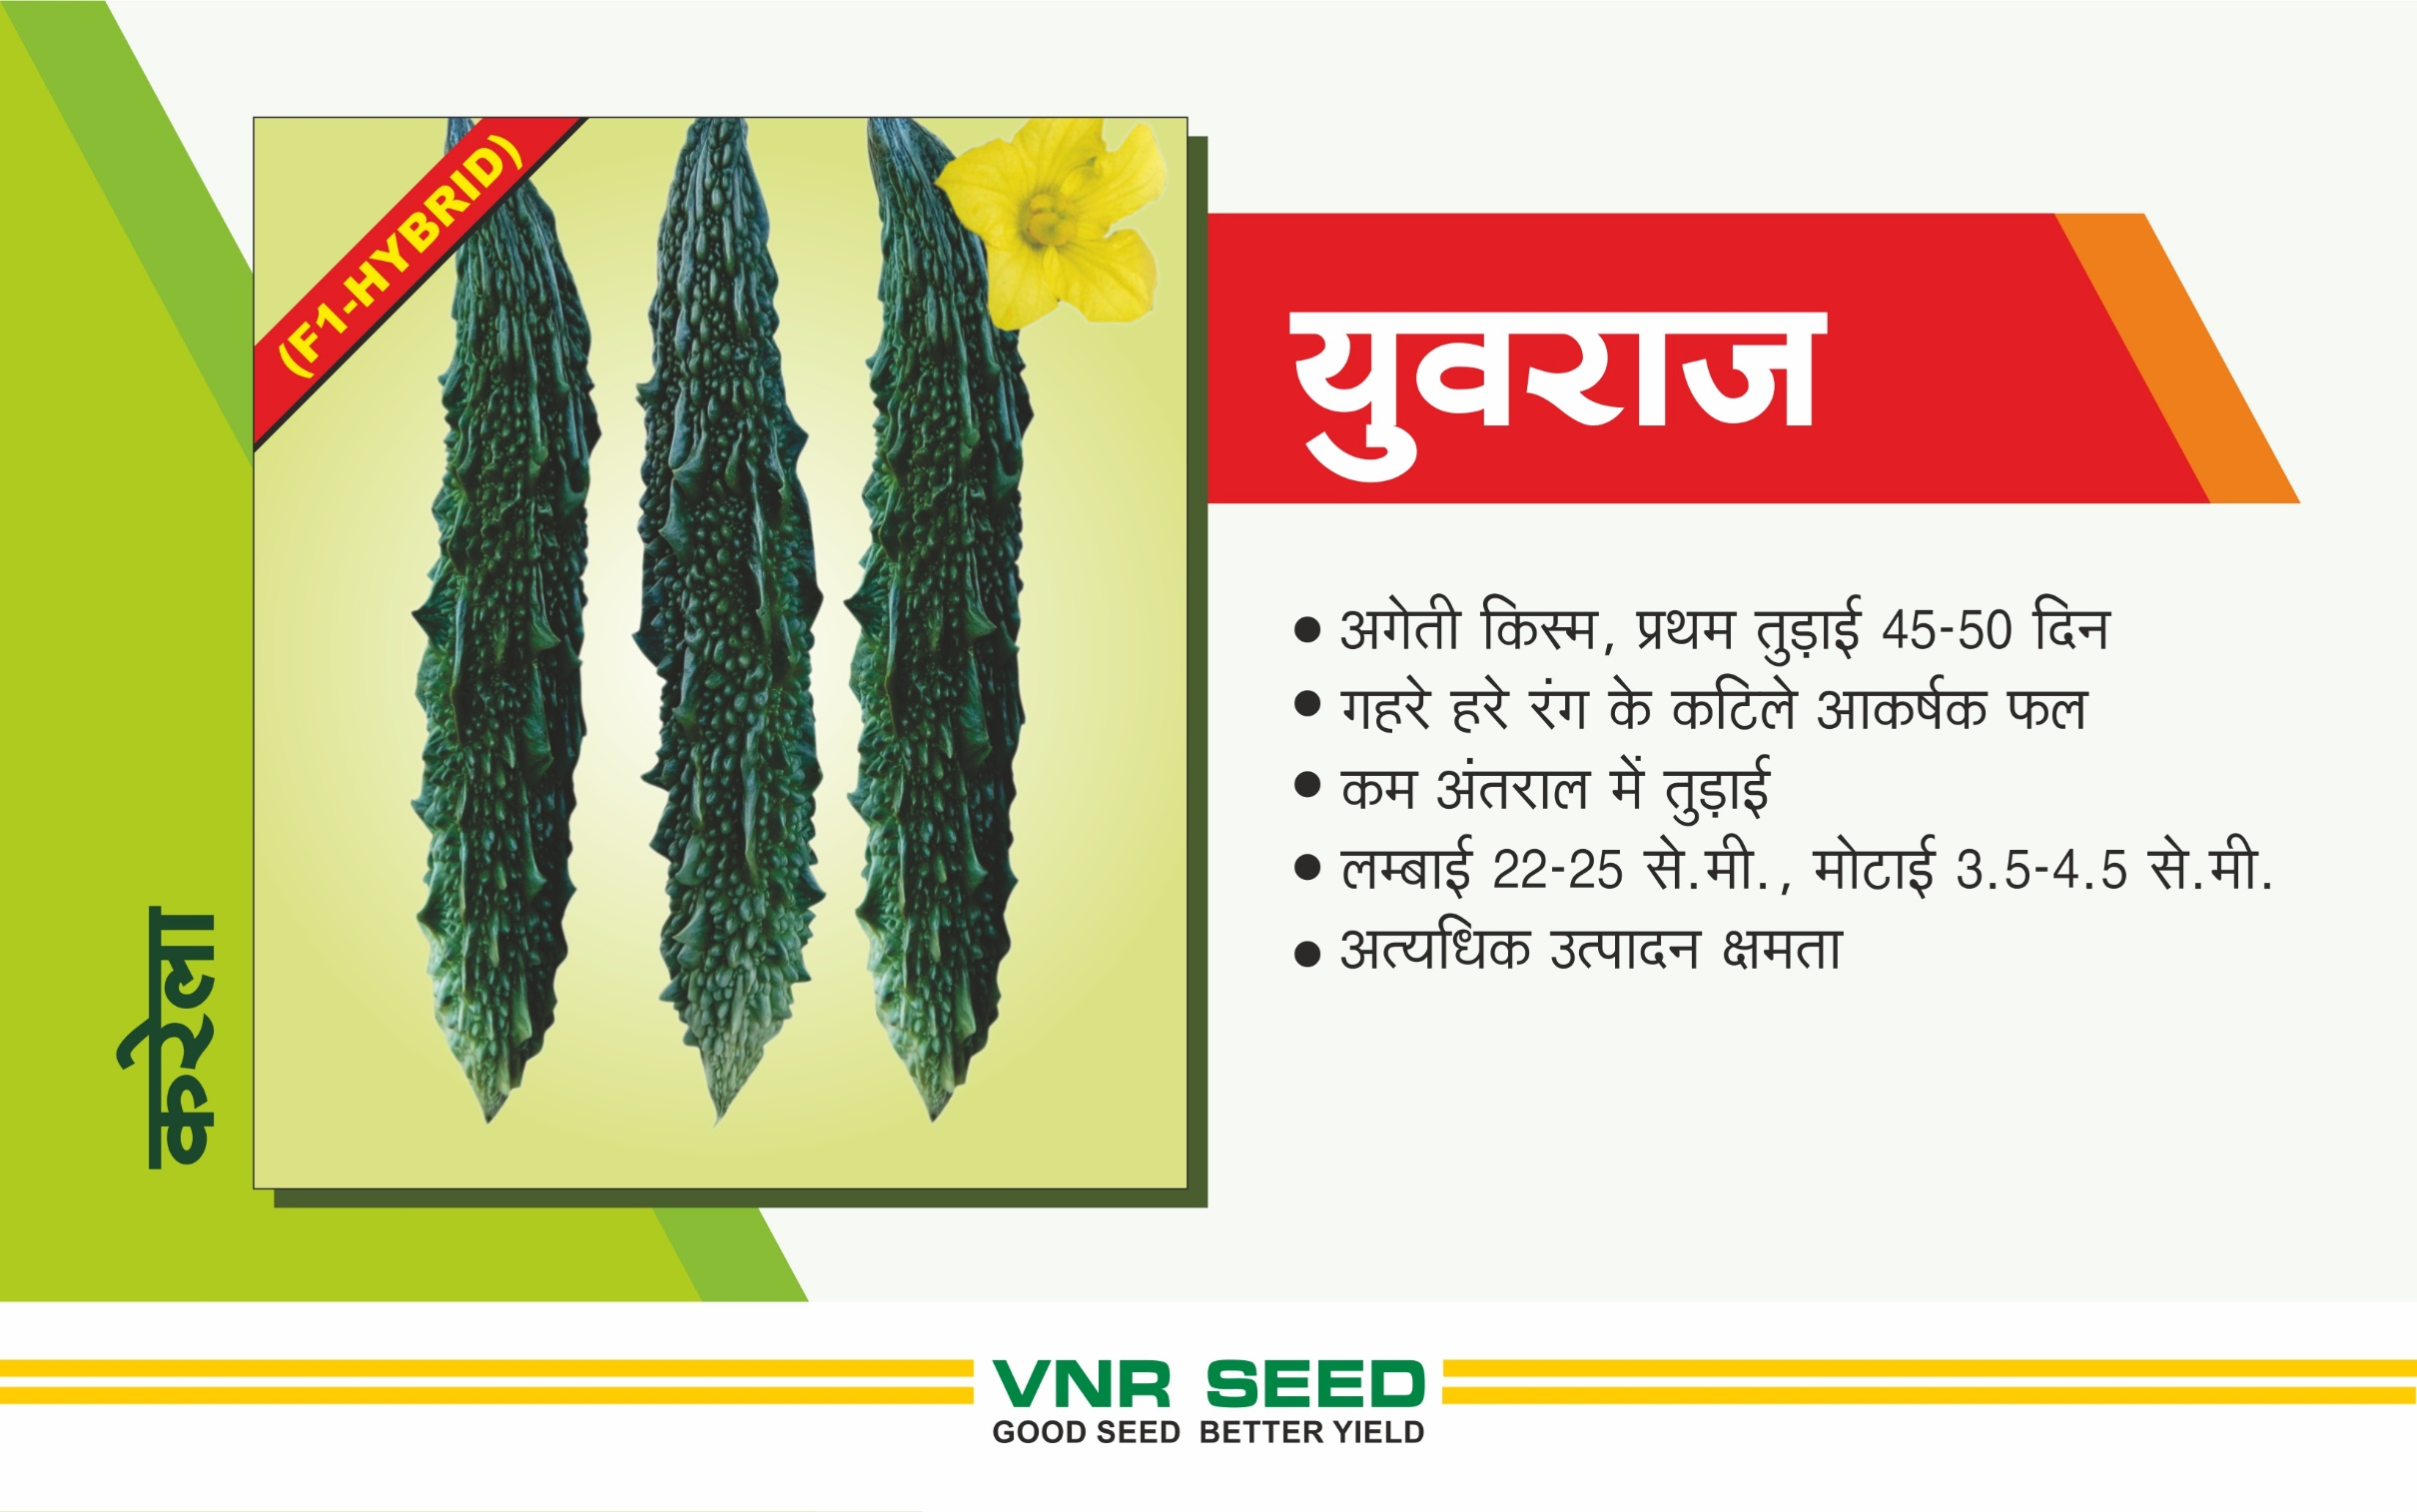 (F1-HYBRID)
युवराज
• अगेती किस्म, प्रथम तुड़ाई 45-50 दिन
• गहरे हरे रंग के कटिले आकर्षक फल
• कम अंतराल में तुड़ाई
• लम्बाई 22-25 से.मी., मोटाई 3.5-4.5 से.मी.
• अत्यधिक उत्पादन क्षमता
करेला
VNR SEED
GOOD SEED BETTER YIELD